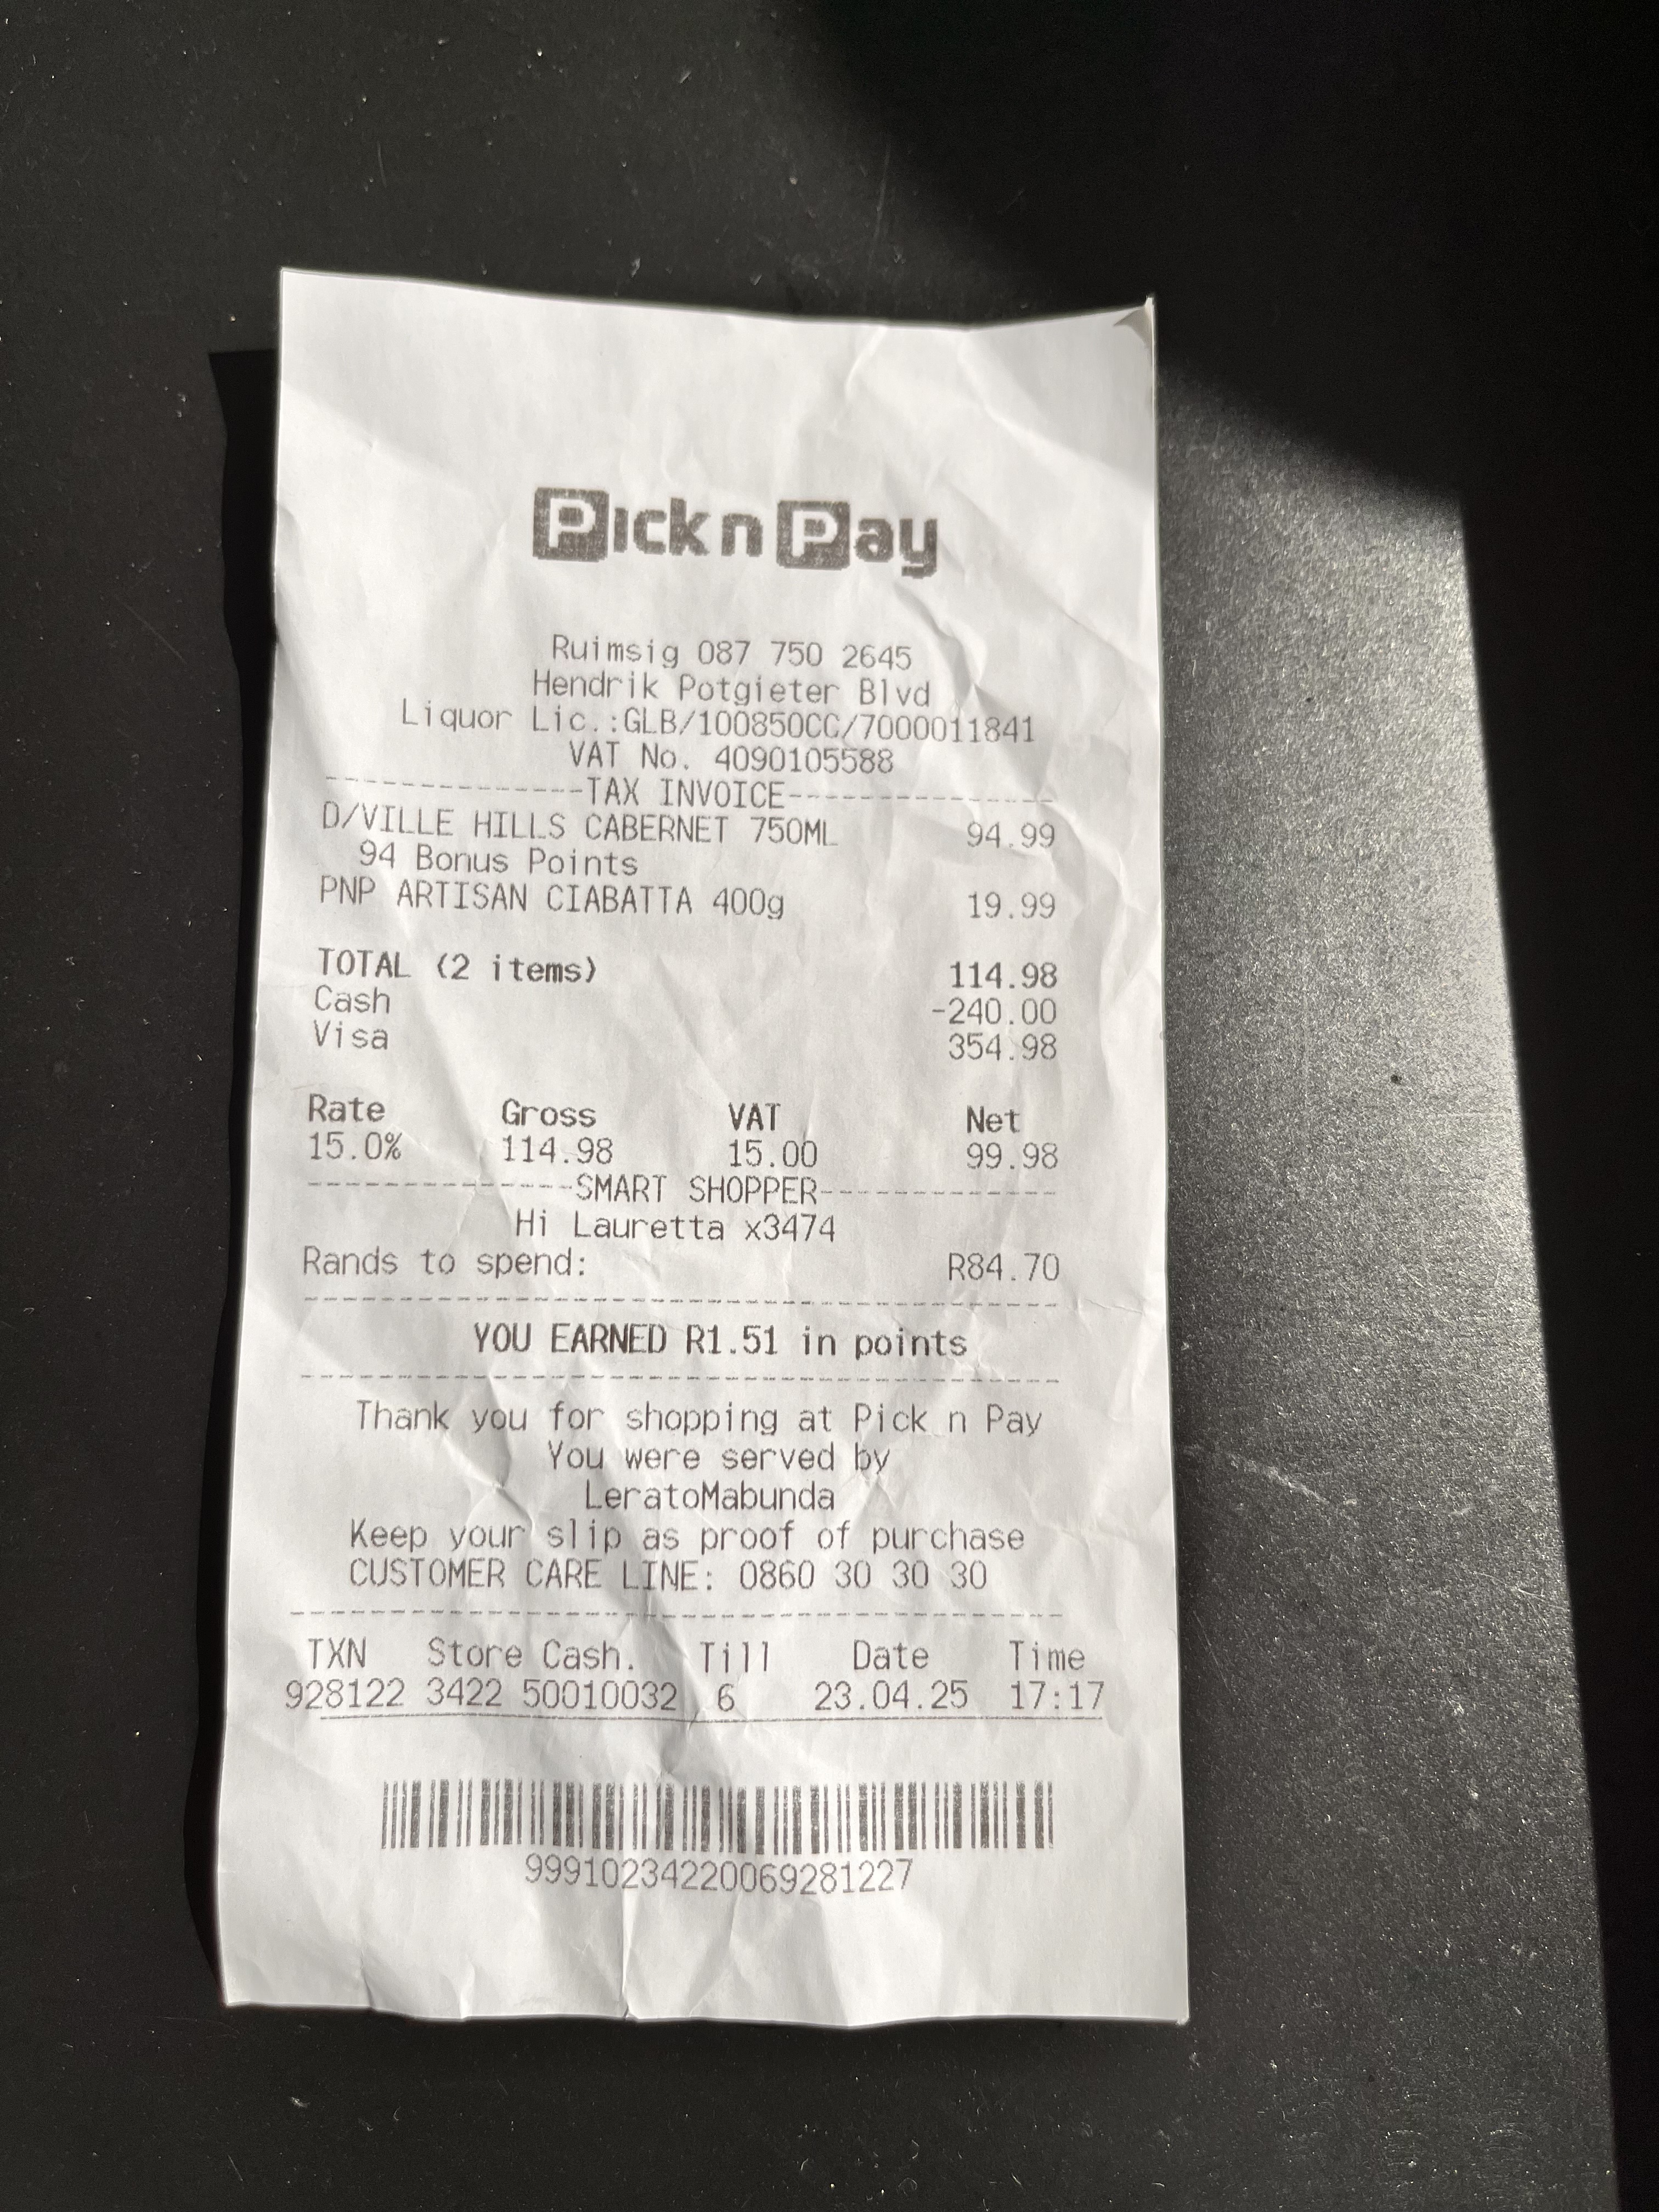 Pick n Pay
Ruimsig 087 750 2645
Hendrik Potgieter Blvd
Liquor Lic.:GLB/100850CC/7000011841
VAT No. 4090105588
--------------TAX INVOICE---------------
D/VILLE HILLS CABERNET 750ML 94.99
94 Bonus Points
PNP ARTISAN CIABATTA 400g 19.99
TOTAL (2 items) 114.98
Cash -240.00
Visa 354.98
Rate Gross VAT Net
15.0% 114.98 15.00 99.98
---------------SMART SHOPPER-------------
Hi Lauretta x3474
Rands to spend: R84.70
YOU EARNED R1.51 in points
Thank you for shopping at Pick n Pay
You were served by
LeratoMabunda
Keep your slip as proof of purchase
CUSTOMER CARE LINE: 0860 30 30 30
TXN Store Cash. Till Date Time
928122 3422 50010032 6 23.04.25 17:17
99910234220069281227